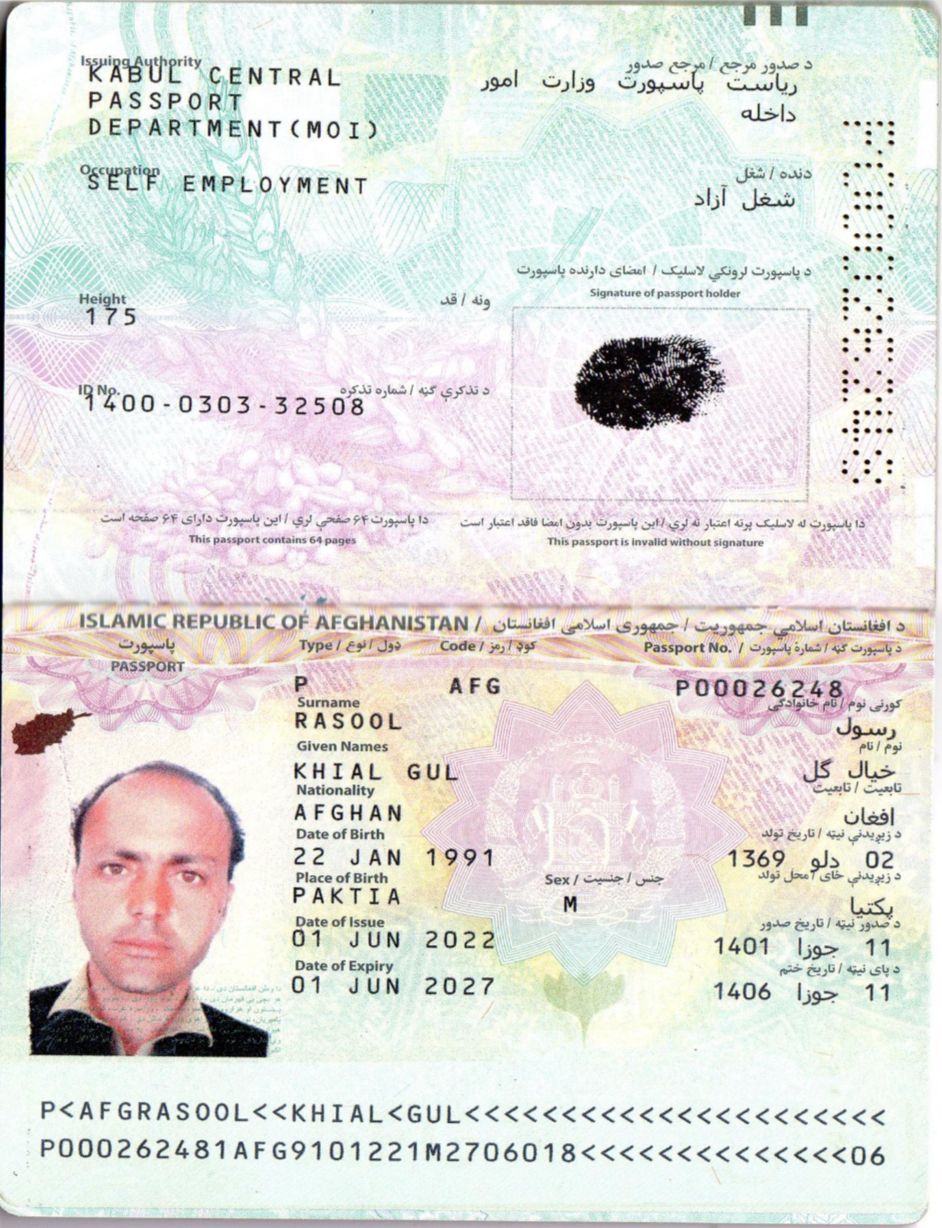 Issuing Authority
د صدور مرجع / مرجع صدور
KABUL CENTRAL
PASSPORT
DEPARTMENT(MOI)
ریاست پاسپورت وزارت امور
داخله
Occupation
دنده / شغل
SELF EMPLOYMENT
شغل آزاد
د پاسپورت لرونکي لاسلیک / امضای دارنده پاسپورت
Signature of passport holder
Height
ونه / قد
175
ID No.
د تذکرې ګڼه / شماره تذکره
1400-0303-32508
P00026248
دا پاسپورت ۶۴ صفحې لري / این پاسپورت دارای ۶۴ صفحه است
This passport contains 64 pages
دا پاسپورت له لاسلیک پرته اعتبار نه لري / این پاسپورت بدون امضا فاقد اعتبار است
This passport is invalid without signature
ISLAMIC REPUBLIC OF AFGHANISTAN / د افغانستان اسلامي جمهوریت / جمهوری اسلامی افغانستان
پاسپورت
PASSPORT
Type / ډول / نوع
Code / کوډ / رمز
Passport No. / د پاسپورت ګڼه / شماره پاسپورت
P
AFG
P00026248
Surname
کورنی نوم / نام خانوادگی
RASOOL
رسول
Given Names
نوم / نام
KHIAL GUL
خیال گل
Nationality
تابعیت / تابعیت
AFGHAN
افغان
Date of Birth
د زیږیدنې نیټه / تاریخ تولد
22 JAN 1991
02 دلو 1369
Place of Birth
Sex / جنس / جنسیت
د زیږیدنې ځای / محل تولد
PAKTIA
M
پکتیا
Date of Issue
د صدور نیټه / تاریخ صدور
01 JUN 2022
11 جوزا 1401
Date of Expiry
د پای نیټه / تاریخ ختم
01 JUN 2027
11 جوزا 1406
P<AFGRASOOL<<KHIAL<GUL<<<<<<<<<<<<<<<<<<<<<<
P000262481AFG9101221M2706018<<<<<<<<<<<<<<06